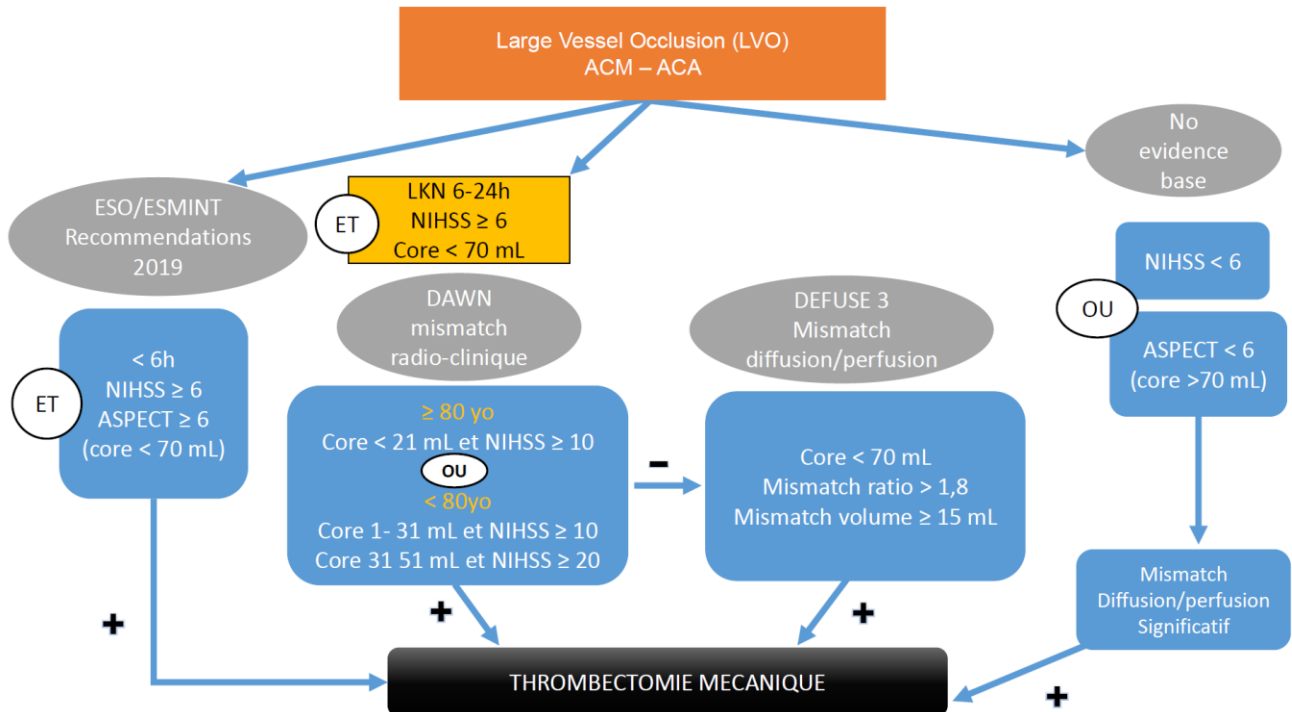 Large Vessel Occlusion (LVO)
ACM – ACA
No
evidence
base
ESO/ESMINT
Recommendations
2019
ET
LKN 6-24h
NIHSS ≥ 6
Core < 70 mL
NIHSS < 6
OU
ASPECT < 6
(core >70 mL)
DAWN
mismatch
radio-clinique
DEFUSE 3
Mismatch
diffusion/perfusion
ET
< 6h
NIHSS ≥ 6
ASPECT ≥ 6
(core < 70 mL)
≥ 80 yo
Core < 21 mL et NIHSS ≥ 10
OU
< 80yo
Core 1- 31 mL et NIHSS ≥ 10
Core 31 51 mL et NIHSS ≥ 20
-
Core < 70 mL
Mismatch ratio > 1,8
Mismatch volume ≥ 15 mL
Mismatch
Diffusion/perfusion
Significatif
+
+
+
+
THROMBECTOMIE MECANIQUE